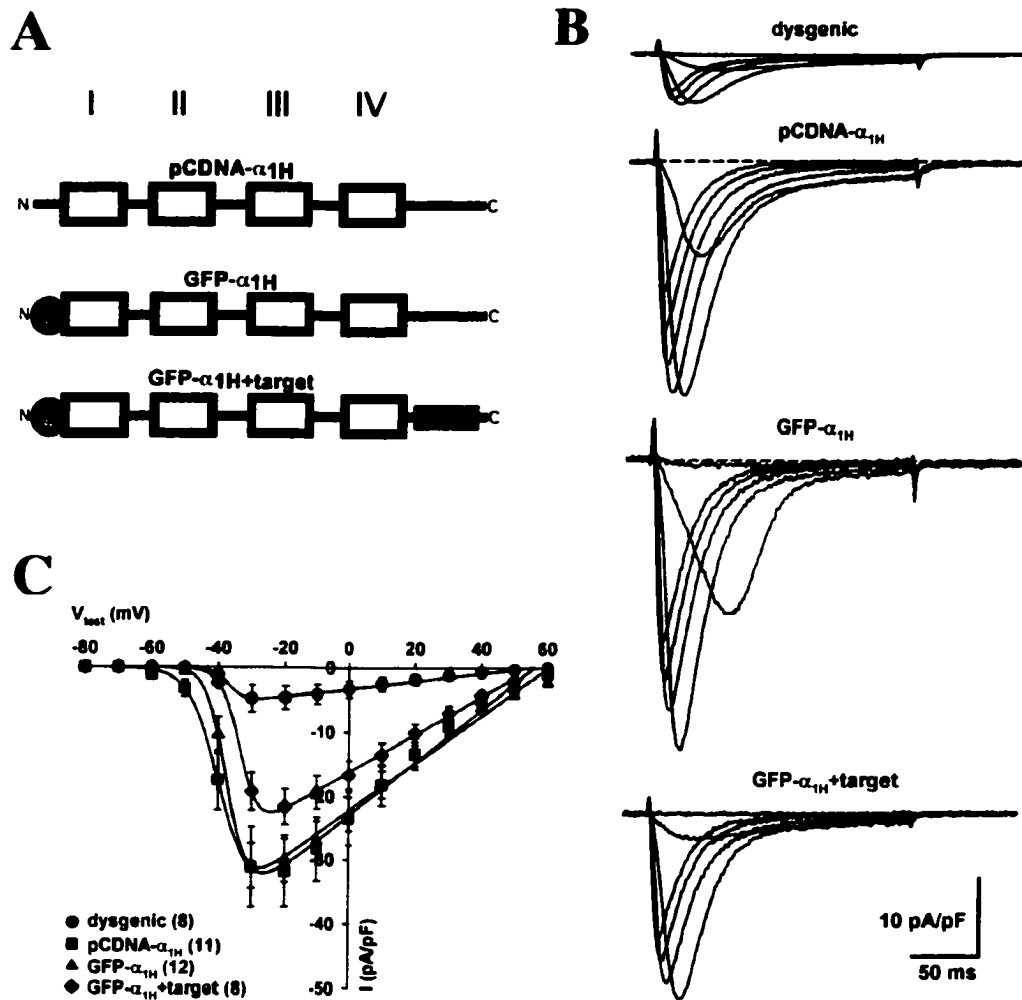 A
I II III IV
pCDNA-α1H
N C
GFP-α1H
N C
GFP-α1H+target
N C
B
dysgenic
pCDNA-α1H
GFP-α1H
GFP-α1H+target
10 pA/pF
50 ms
C
Vtest (mV)
-80 -60 -40 -20 0 20 40 60
0
-10
-20
-30
-40
-50
I (pA/pF)
dysgenic (8)
pCDNA-α1H (11)
GFP-α1H (12)
GFP-α1H+target (8)